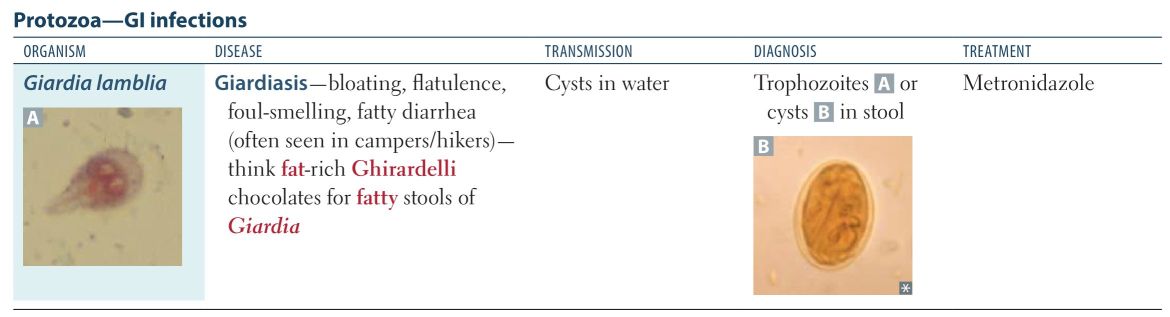 Protozoa—GI infections
ORGANISM DISEASE TRANSMISSION DIAGNOSIS TREATMENT
Giardia lamblia
A
Giardiasis—bloating, flatulence,
foul-smelling, fatty diarrhea
(often seen in campers/hikers)—
think fat-rich Ghirardelli
chocolates for fatty stools of
Giardia
Cysts in water
Trophozoites A or
cysts B in stool
B
*
Metronidazole